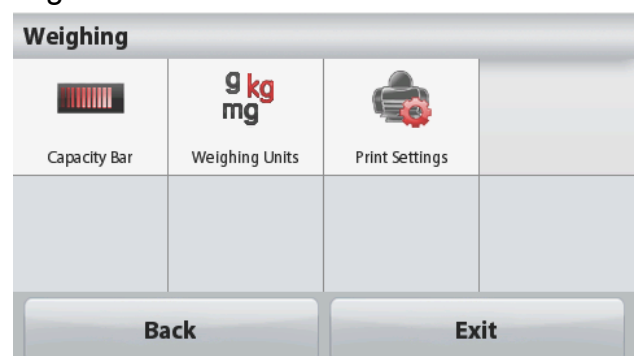 Weighing
g kg
mg
Capacity Bar
Weighing Units
Print Settings
Back
Exit